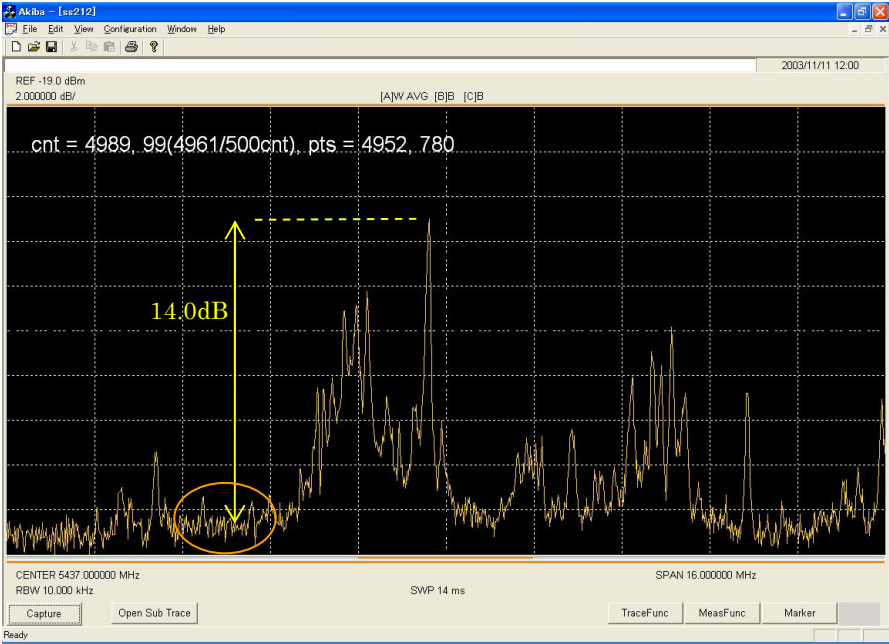 Akiba - [ss212]
File Edit View Configuration Window Help
2003/11/11 12:00
REF -19.0 dBm
2.000000 dB/ [A]W AVG [B]B [C]B
cnt = 4989, 99(4961/500cnt), pts = 4952, 780
14.0dB
CENTER 5437.000000 MHz SPAN 16.000000 MHz
RBW 10.000 kHz SWP 14 ms
Capture Open Sub Trace TraceFunc MeasFunc Marker
Ready